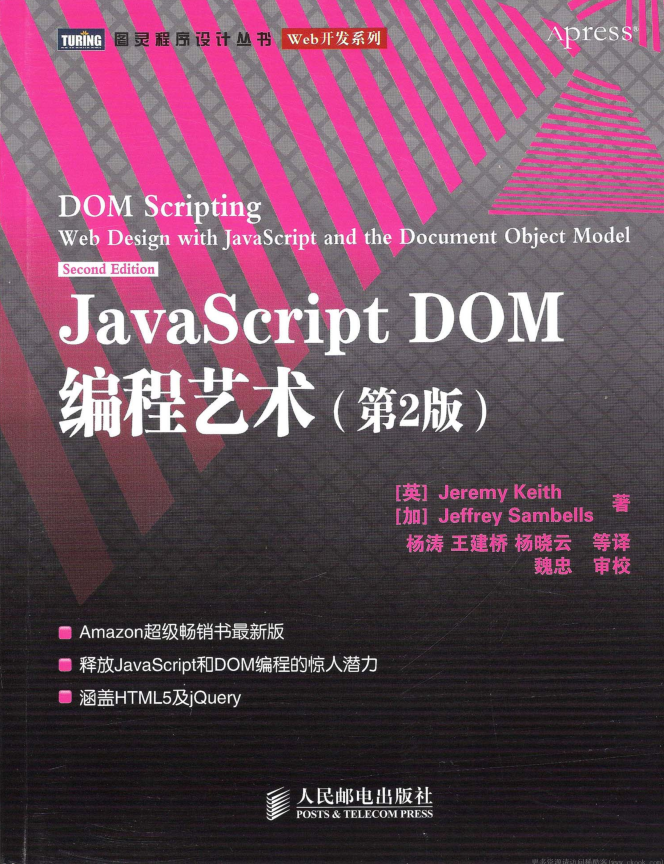 TURING 图灵程序设计丛书 Web开发系列
Apress®
DOM Scripting
Web Design with JavaScript and the Document Object Model
Second Edition
JavaScript DOM
编程艺术（第2版）
[英] Jeremy Keith
[加] Jeffrey Sambells 著
杨涛 王建桥 杨晓云 等译
魏忠 审校
Amazon超级畅销书最新版
释放JavaScript和DOM编程的惊人潜力
涵盖HTML5及jQuery
人民邮电出版社
POSTS & TELECOM PRESS